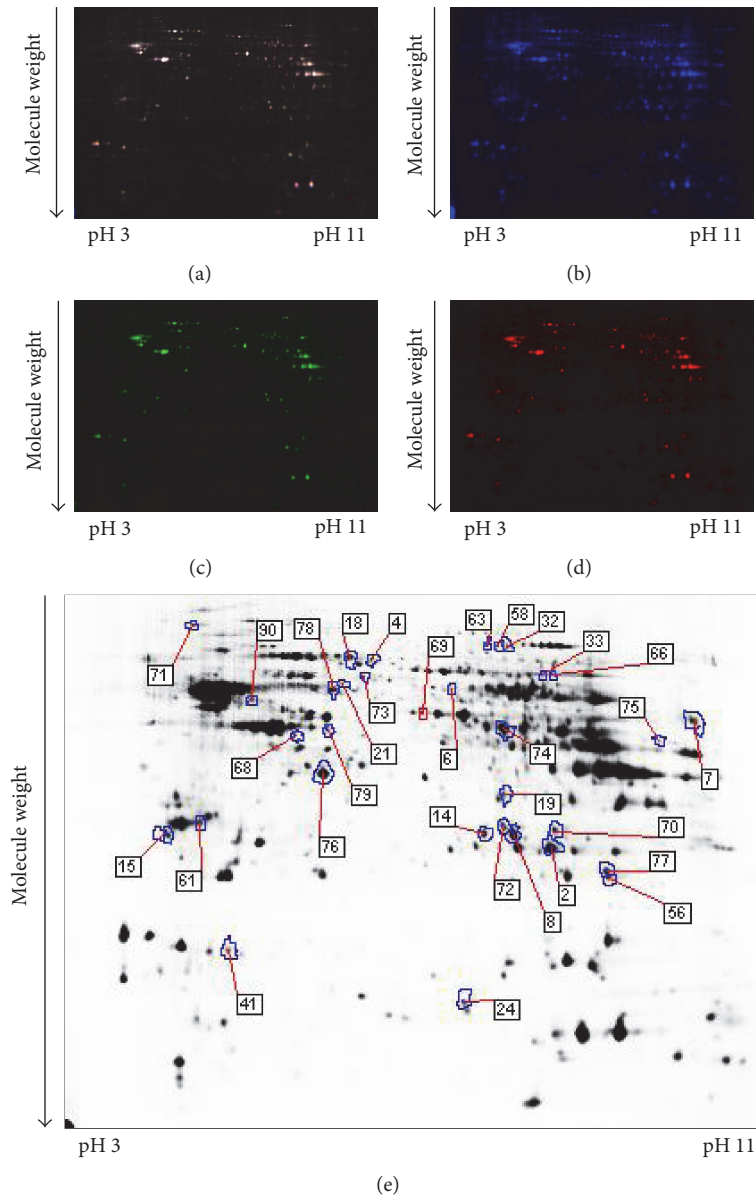 Molecule weight
pH 3
pH 11
(a)
Molecule weight
pH 3
pH 11
(b)
Molecule weight
pH 3
pH 11
(c)
Molecule weight
pH 3
pH 11
(d)
Molecule weight
71
90
78
18
4
63
58
32
69
33
66
73
75
68
21
6
74
7
79
19
76
14
70
15
61
72
8
2
77
56
41
24
pH 3
pH 11
(e)